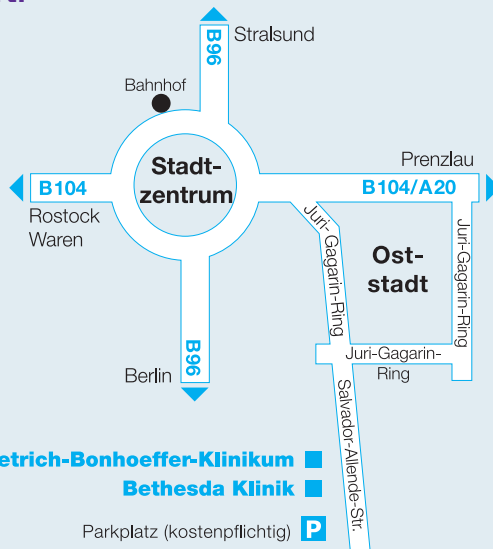 B96
Stralsund
Bahnhof
Stadt-
zentrum
Prenzlau
B104
B104/A20
Rostock
Waren
Juri-Gagarin-Ring
Juri-Gagarin-Ring
Ost-
stadt
Juri-Gagarin-
Ring
B96
Berlin
Salvador-Allende-Str.
etrich-Bonhoeffer-Klinikum
Bethesda Klinik
Parkplatz (kostenpflichtig) P